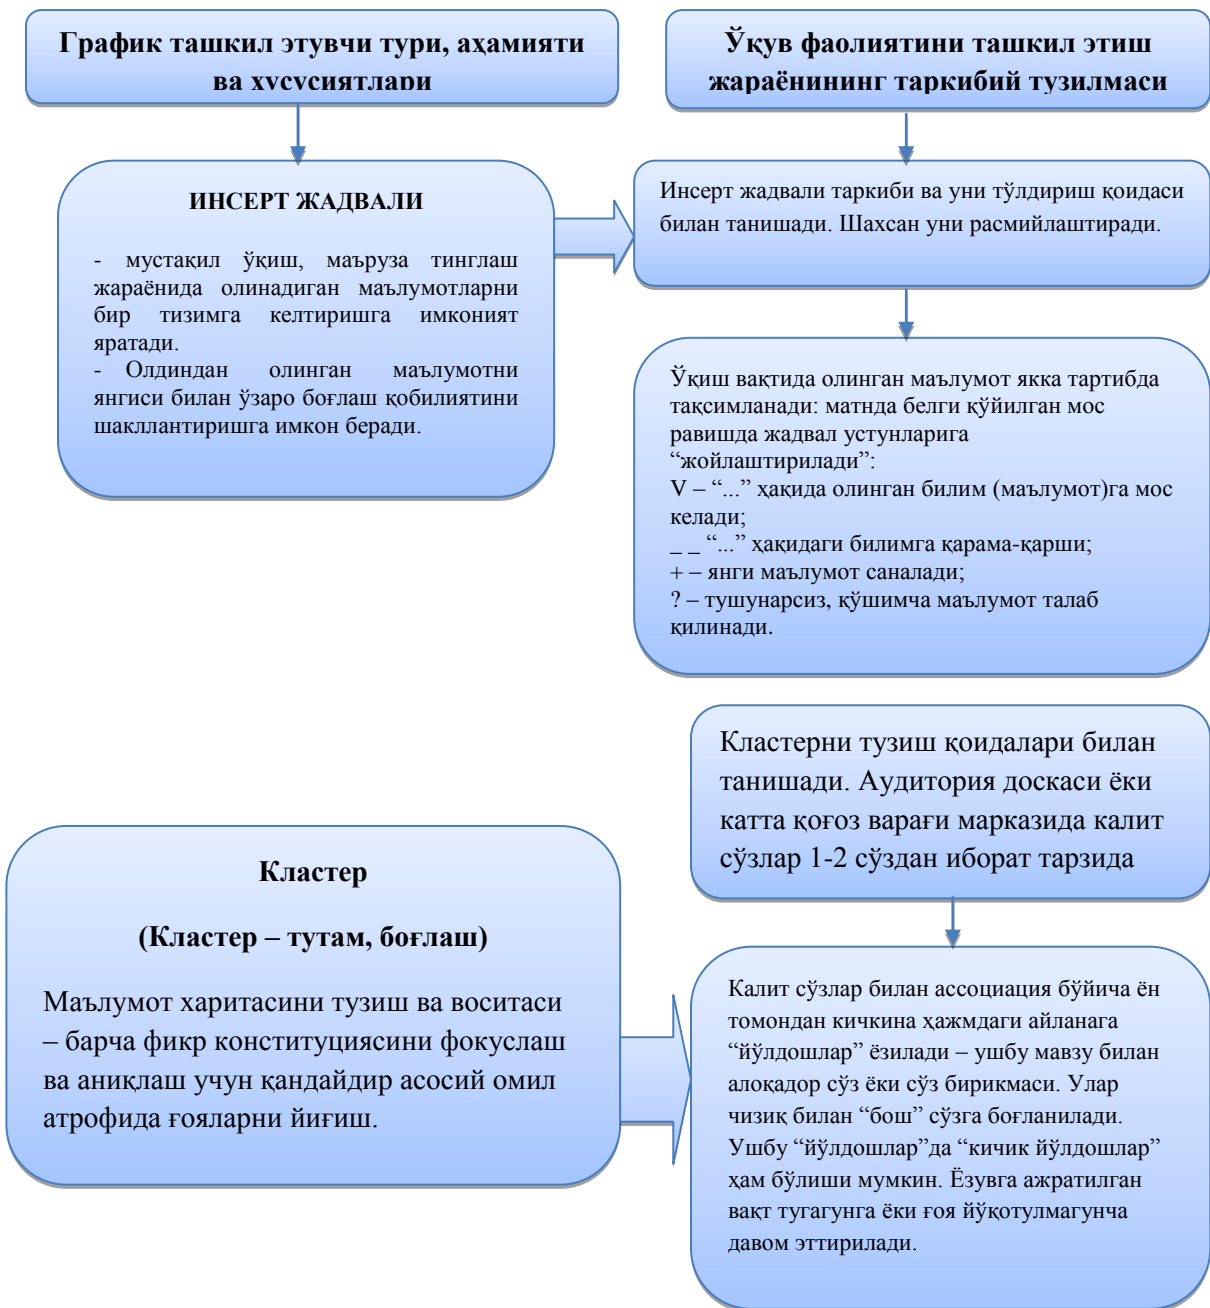 График ташкил этувчи тури, аҳамияти
ва хусусиятлари
Ўқув фаолиятини ташкил этиш
жараёнининг таркибий тузилмаси
ИНСЕРТ ЖАДВАЛИ
- мустақил ўқиш, маъруза тинглаш
жараёнида олинадиган маълумотларни
бир тизимга келтиришга имконият
яратади.
- Олдиндан олинган маълумотни
янгиси билан ўзаро боғлаш қобилиятини
шакллантиришга имкон беради.
Инсерт жадвали таркиби ва уни тўлдириш қоидаси
билан танишади. Шахсан уни расмийлаштиради.
Ўқиш вақтида олинган маълумот якка тартибда
тақсимланади: матнда белги қўйилган мос
равишда жадвал устунларига
“жойлаштирилади”:
V – “...” ҳақида олинган билим (маълумот)га мос
келади;
_ _ “...” ҳақидаги билимга қарама-қарши;
+ – янги маълумот саналади;
? – тушунарсиз, қўшимча маълумот талаб
қилинади.
Кластерни тузиш қоидалари билан
танишади. Аудитория доскаси ёки
катта қоғоз варағи марказида калит
сўзлар 1-2 сўздан иборат тарзида
Кластер
(Кластер – тутам, боғлаш)
Маълумот харитасини тузиш ва воситаси
– барча фикр конституциясини фокуслаш
ва аниқлаш учун қандайдир асосий омил
атрофида ғояларни йиғиш.
Калит сўзлар билан ассоциация бўйича ён
томондан кичкина ҳажмдаги айланага
“йўлдошлар” ёзилади – ушбу мавзу билан
алоқадор сўз ёки сўз бирикмаси. Улар
чизиқ билан “бош” сўзга боғланилади.
Ушбу “йўлдошлар”да “кичик йўлдошлар”
ҳам бўлиши мумкин. Ёзувга ажратилган
вақт тугагунга ёки ғоя йўқотулмагунча
давом эттирилади.